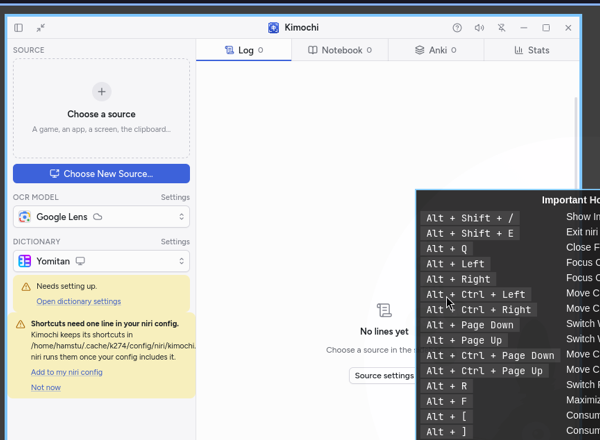 Kimochi
SOURCE
Choose a source
A game, an app, a screen, the clipboard...
Choose New Source...
OCR MODEL Settings
Google Lens
DICTIONARY Settings
Yomitan
Needs setting up.
Open dictionary settings
Shortcuts need one line in your niri config.
Kimochi keeps its shortcuts in
/home/hamstu/.cache/k274/config/niri/kimochi.
niri runs them once your config includes it.
Add to my niri config
Not now
Log 0 Notebook 0 Anki 0 Stats
No lines yet
Choose a source in the s
Source settings
Important Ho
Alt + Shift + / Show In
Alt + Shift + E Exit niri
Alt + Q Close F
Alt + Left Focus C
Alt + Right Focus C
Alt + Ctrl + Left Move C
Alt + Ctrl + Right Move C
Alt + Page Down Switch W
Alt + Page Up Switch W
Alt + Ctrl + Page Down Move C
Alt + Ctrl + Page Up Move C
Alt + R Switch P
Alt + F Maximiz
Alt + [ Consum
Alt + ] Consum